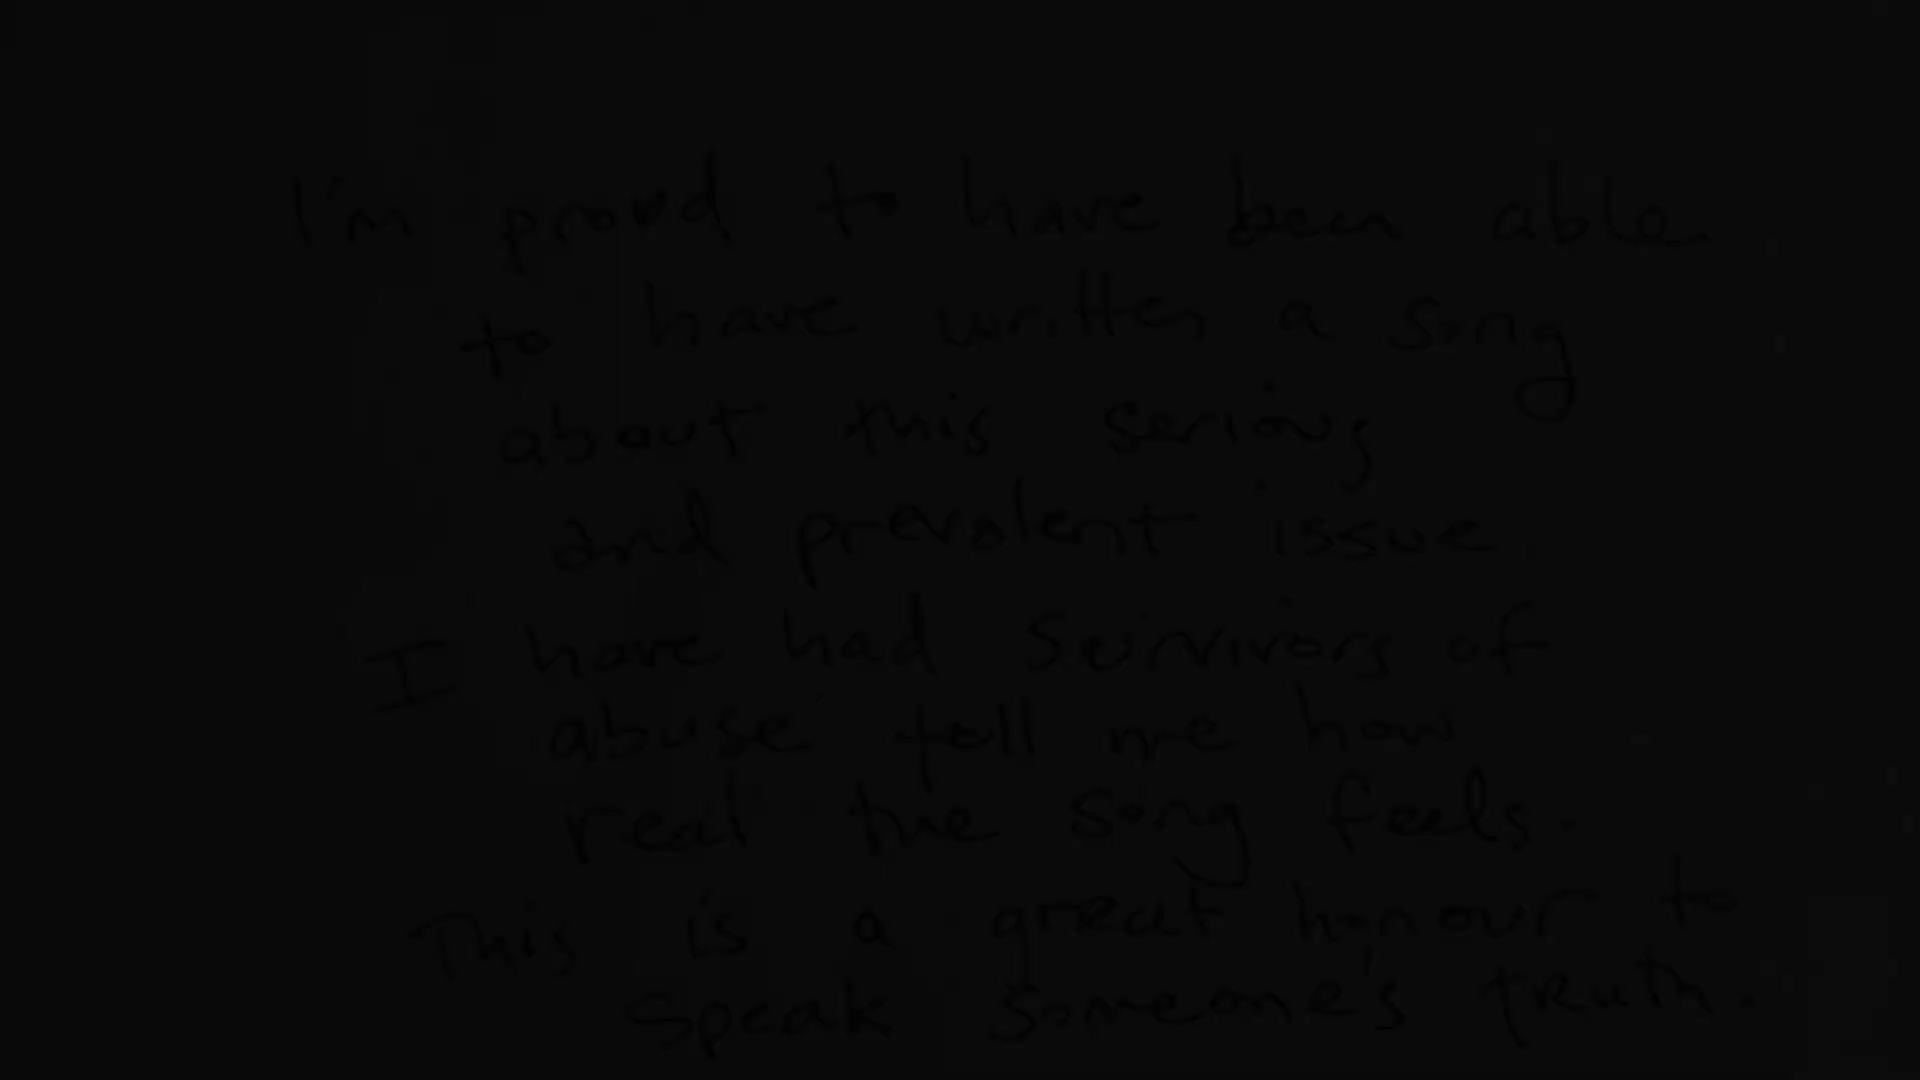 I'm proud to have been able
to have written a song
about this serious
and prevalent issue
I have had survivors of
abuse tell me how
real the song feels.
This is a great honour to
speak someone's truth.